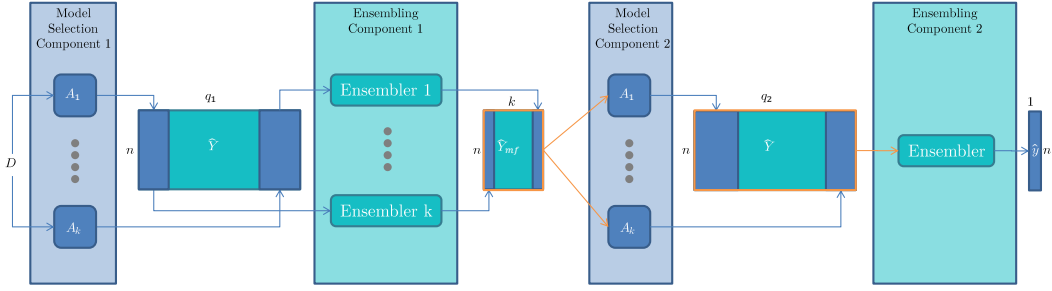 Model
Selection
Component 1
Ensembling
Component 1
Model
Selection
Component 2
Ensembling
Component 2
A₁
q₁
Ensembler 1
k
A₁
q₂
1
D
n
Ŷ
n
Ŷmf
n
Ŷ
Ensembler
ŷ
n
Aₖ
Ensembler k
Aₖ